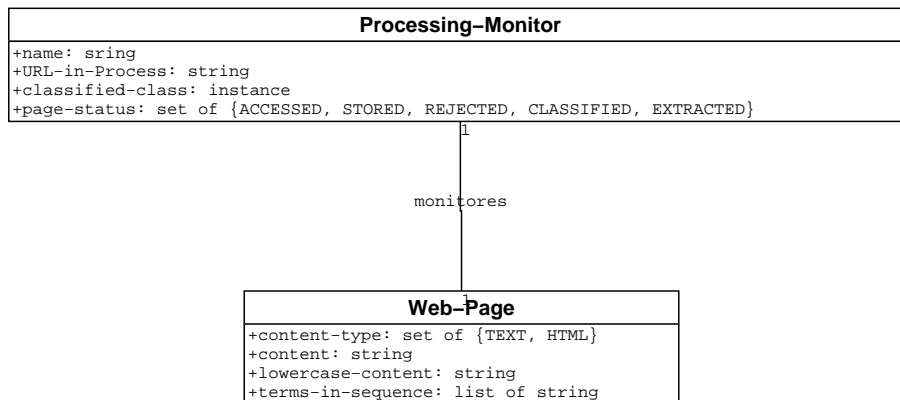 Processing–Monitor
+name: sring
+URL-in-Process: string
+classified-class: instance
+page-status: set of {ACCESSED, STORED, REJECTED, CLASSIFIED, EXTRACTED}
1
monitores
1
Web–Page
+content-type: set of {TEXT, HTML}
+content: string
+lowercase-content: string
+terms-in-sequence: list of string